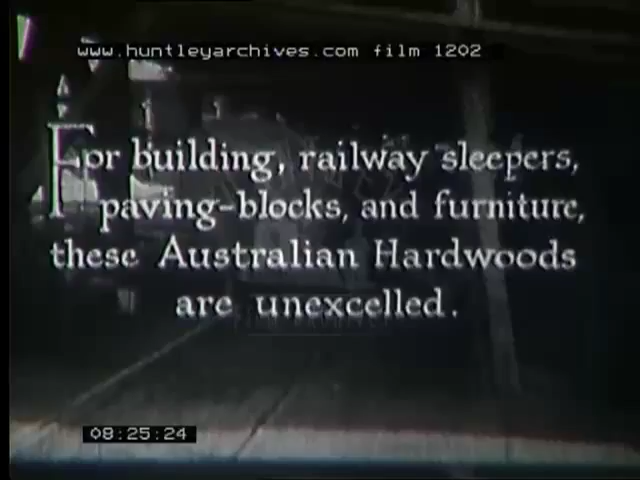 www.huntleyarchives.com film 1202
For building, railway sleepers,
paving-blocks, and furniture,
these Australian Hardwoods
are unexcelled.
08:25:24